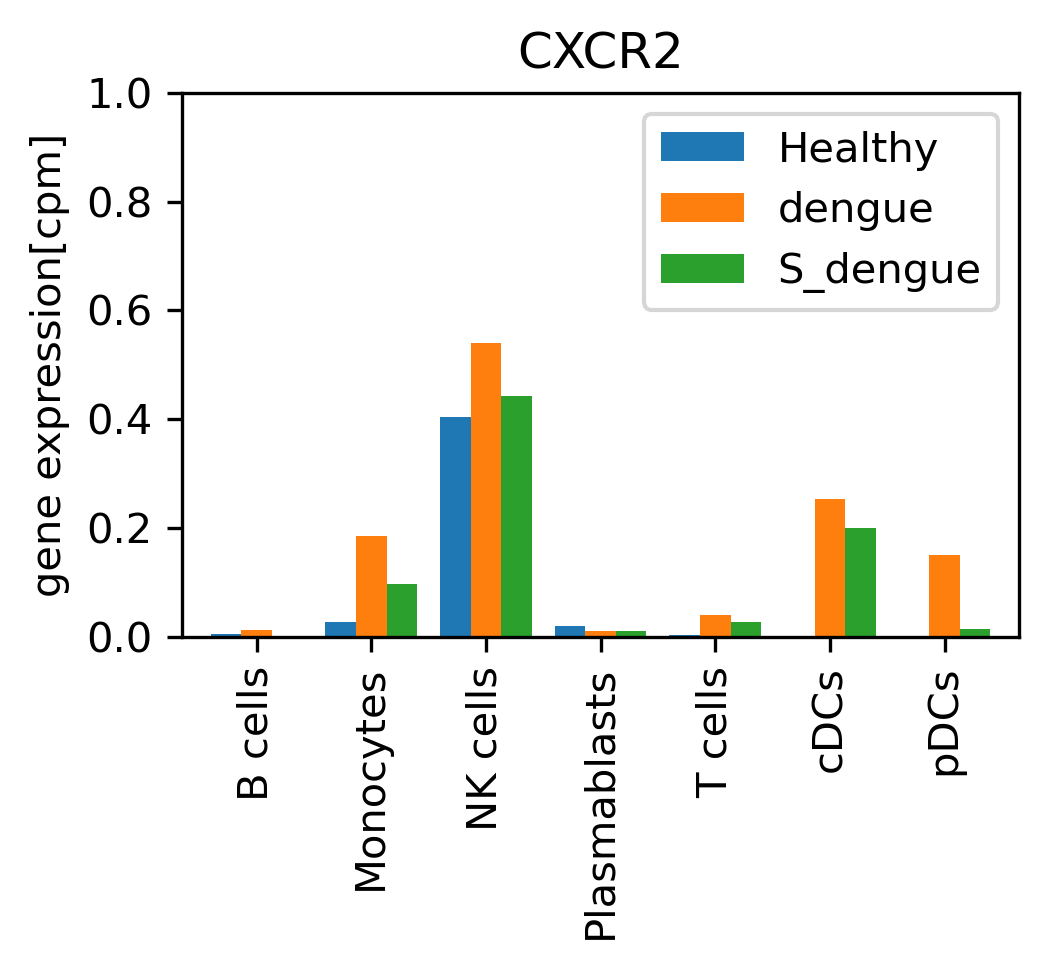 CXCR2
gene expression[cpm]
1.0
0.8
0.6
0.4
0.2
0.0
Healthy
dengue
S_dengue
B cells
Monocytes
NK cells
Plasmablasts
T cells
cDCs
pDCs